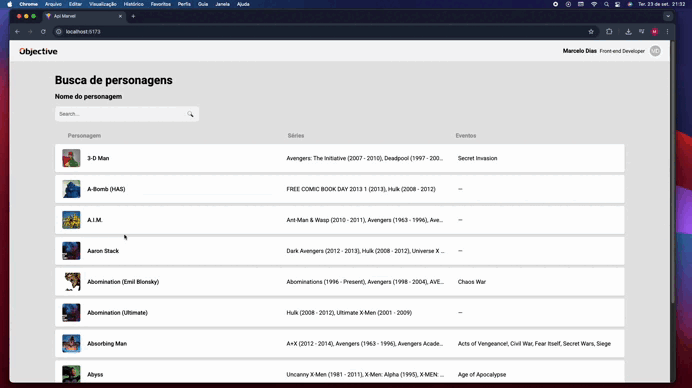 Chrome Arquivo Editar Visualização Histórico Favoritos Perfis Guia Janela Ajuda Ter. 23 de set. 21:32
Api Marvel
localhost:5173
Objective Marcelo Dias Front-end Developer MD
Busca de personagens
Nome do personagem
Search...
Personagem Séries Eventos
3-D Man Avengers: The Initiative (2007 - 2010), Deadpool (1997 - 200... Secret Invasion
A-Bomb (HAS) FREE COMIC BOOK DAY 2013 1 (2013), Hulk (2008 - 2012) —
A.I.M. Ant-Man & Wasp (2010 - 2011), Avengers (1963 - 1996), Ave... —
Aaron Stack Dark Avengers (2012 - 2013), Hulk (2008 - 2012), Universe X ... —
Abomination (Emil Blonsky) Abominations (1996 - Present), Avengers (1998 - 2004), AVE... Chaos War
Abomination (Ultimate) Hulk (2008 - 2012), Ultimate X-Men (2001 - 2009) —
Absorbing Man A+X (2012 - 2014), Avengers (1963 - 1996), Avengers Acade... Acts of Vengeance!, Civil War, Fear Itself, Secret Wars, Siege
Abyss Uncanny X-Men (1981 - 2011), X-Men: Alpha (1995), X-MEN: ... Age of Apocalypse